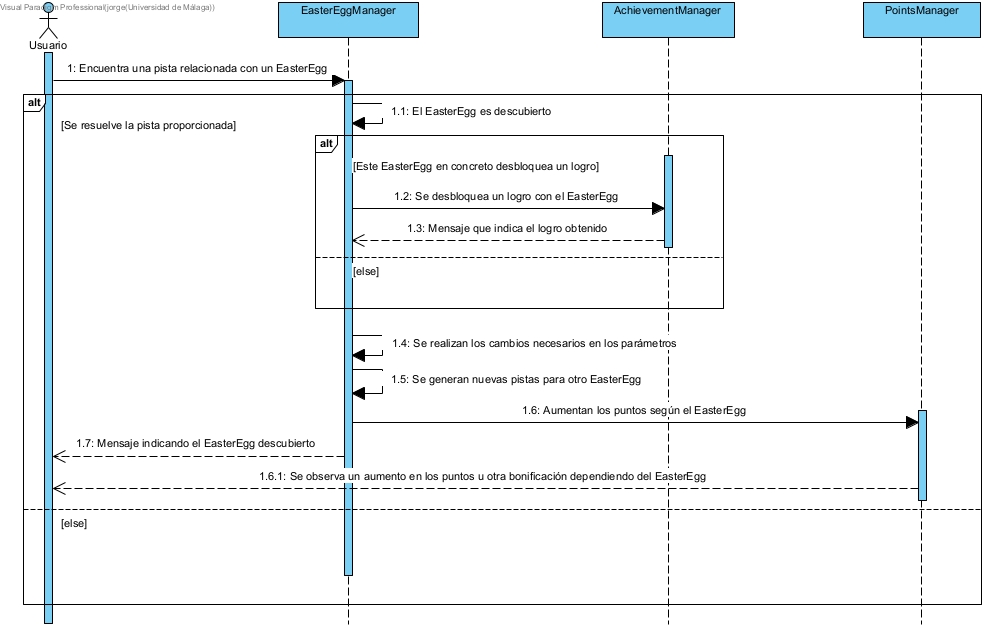 Visual Paradigm Professional(jorge(Universidad de Málaga))
Usuario
EasterEggManager
AchievementManager
PointsManager
1: Encuentra una pista relacionada con un EasterEgg
alt
[Se resuelve la pista proporcionada]
1.1: El EasterEgg es descubierto
alt
[Este EasterEgg en concreto desbloquea un logro]
1.2: Se desbloquea un logro con el EasterEgg
1.3: Mensaje que indica el logro obtenido
[else]
1.4: Se realizan los cambios necesarios en los parámetros
1.5: Se generan nuevas pistas para otro EasterEgg
1.6: Aumentan los puntos según el EasterEgg
1.7: Mensaje indicando el EasterEgg descubierto
1.6.1: Se observa un aumento en los puntos u otra bonificación dependiendo del EasterEgg
[else]